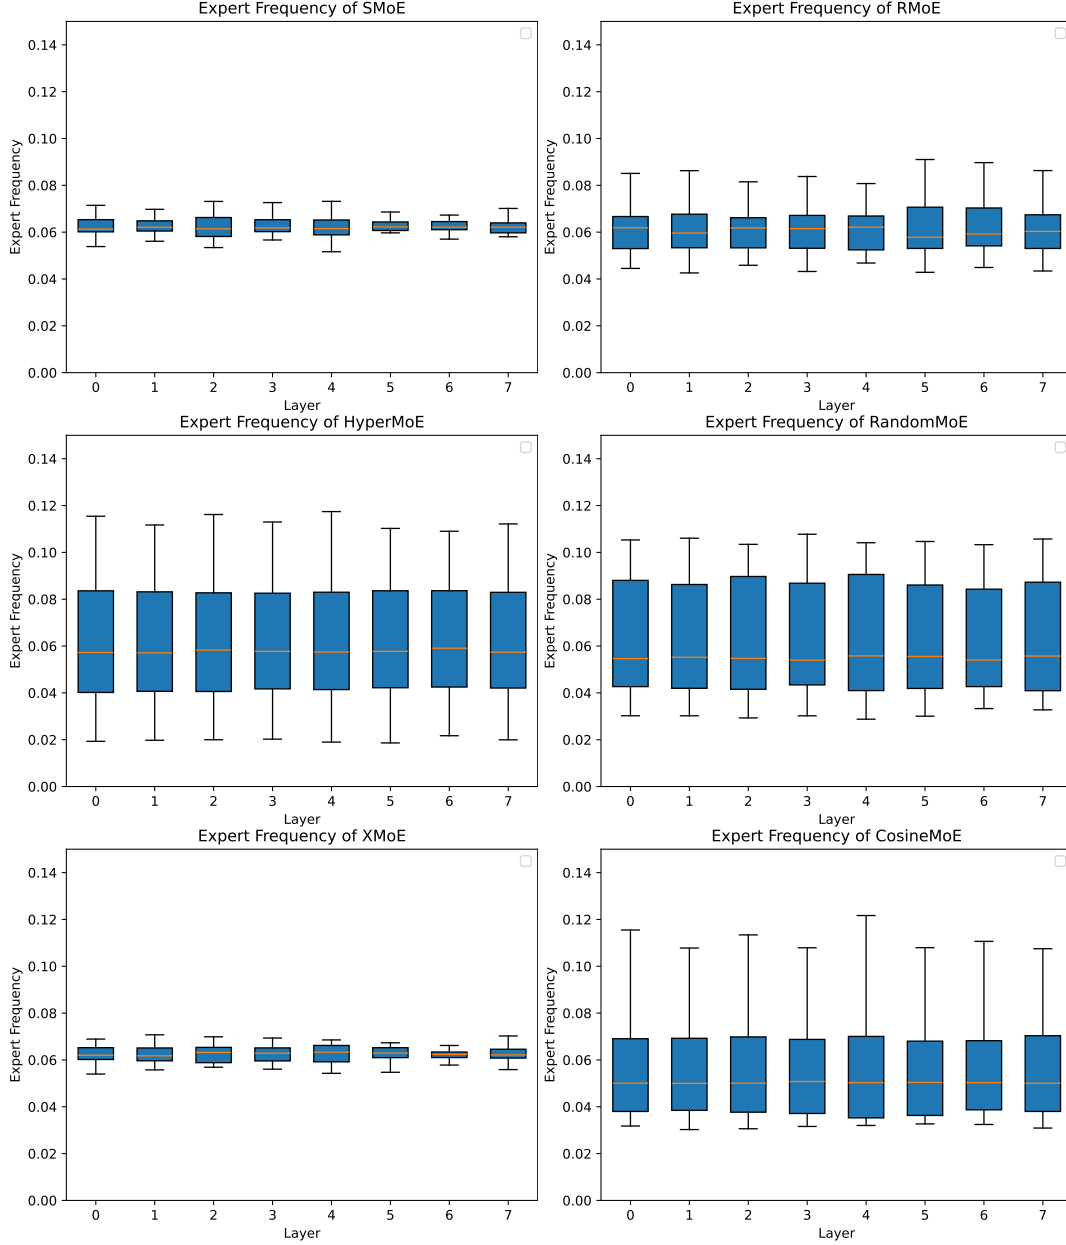 Expert Frequency of SMoE
Expert Frequency
0.14
0.12
0.10
0.08
0.06
0.04
0.02
0.00
0 1 2 3 4 5 6 7
Layer
Expert Frequency of RMoE
Expert Frequency
0.14
0.12
0.10
0.08
0.06
0.04
0.02
0.00
0 1 2 3 4 5 6 7
Layer
Expert Frequency of HyperMoE
Expert Frequency
0.14
0.12
0.10
0.08
0.06
0.04
0.02
0.00
0 1 2 3 4 5 6 7
Layer
Expert Frequency of RandomMoE
Expert Frequency
0.14
0.12
0.10
0.08
0.06
0.04
0.02
0.00
0 1 2 3 4 5 6 7
Layer
Expert Frequency of XMoE
Expert Frequency
0.14
0.12
0.10
0.08
0.06
0.04
0.02
0.00
0 1 2 3 4 5 6 7
Layer
Expert Frequency of CosineMoE
Expert Frequency
0.14
0.12
0.10
0.08
0.06
0.04
0.02
0.00
0 1 2 3 4 5 6 7
Layer